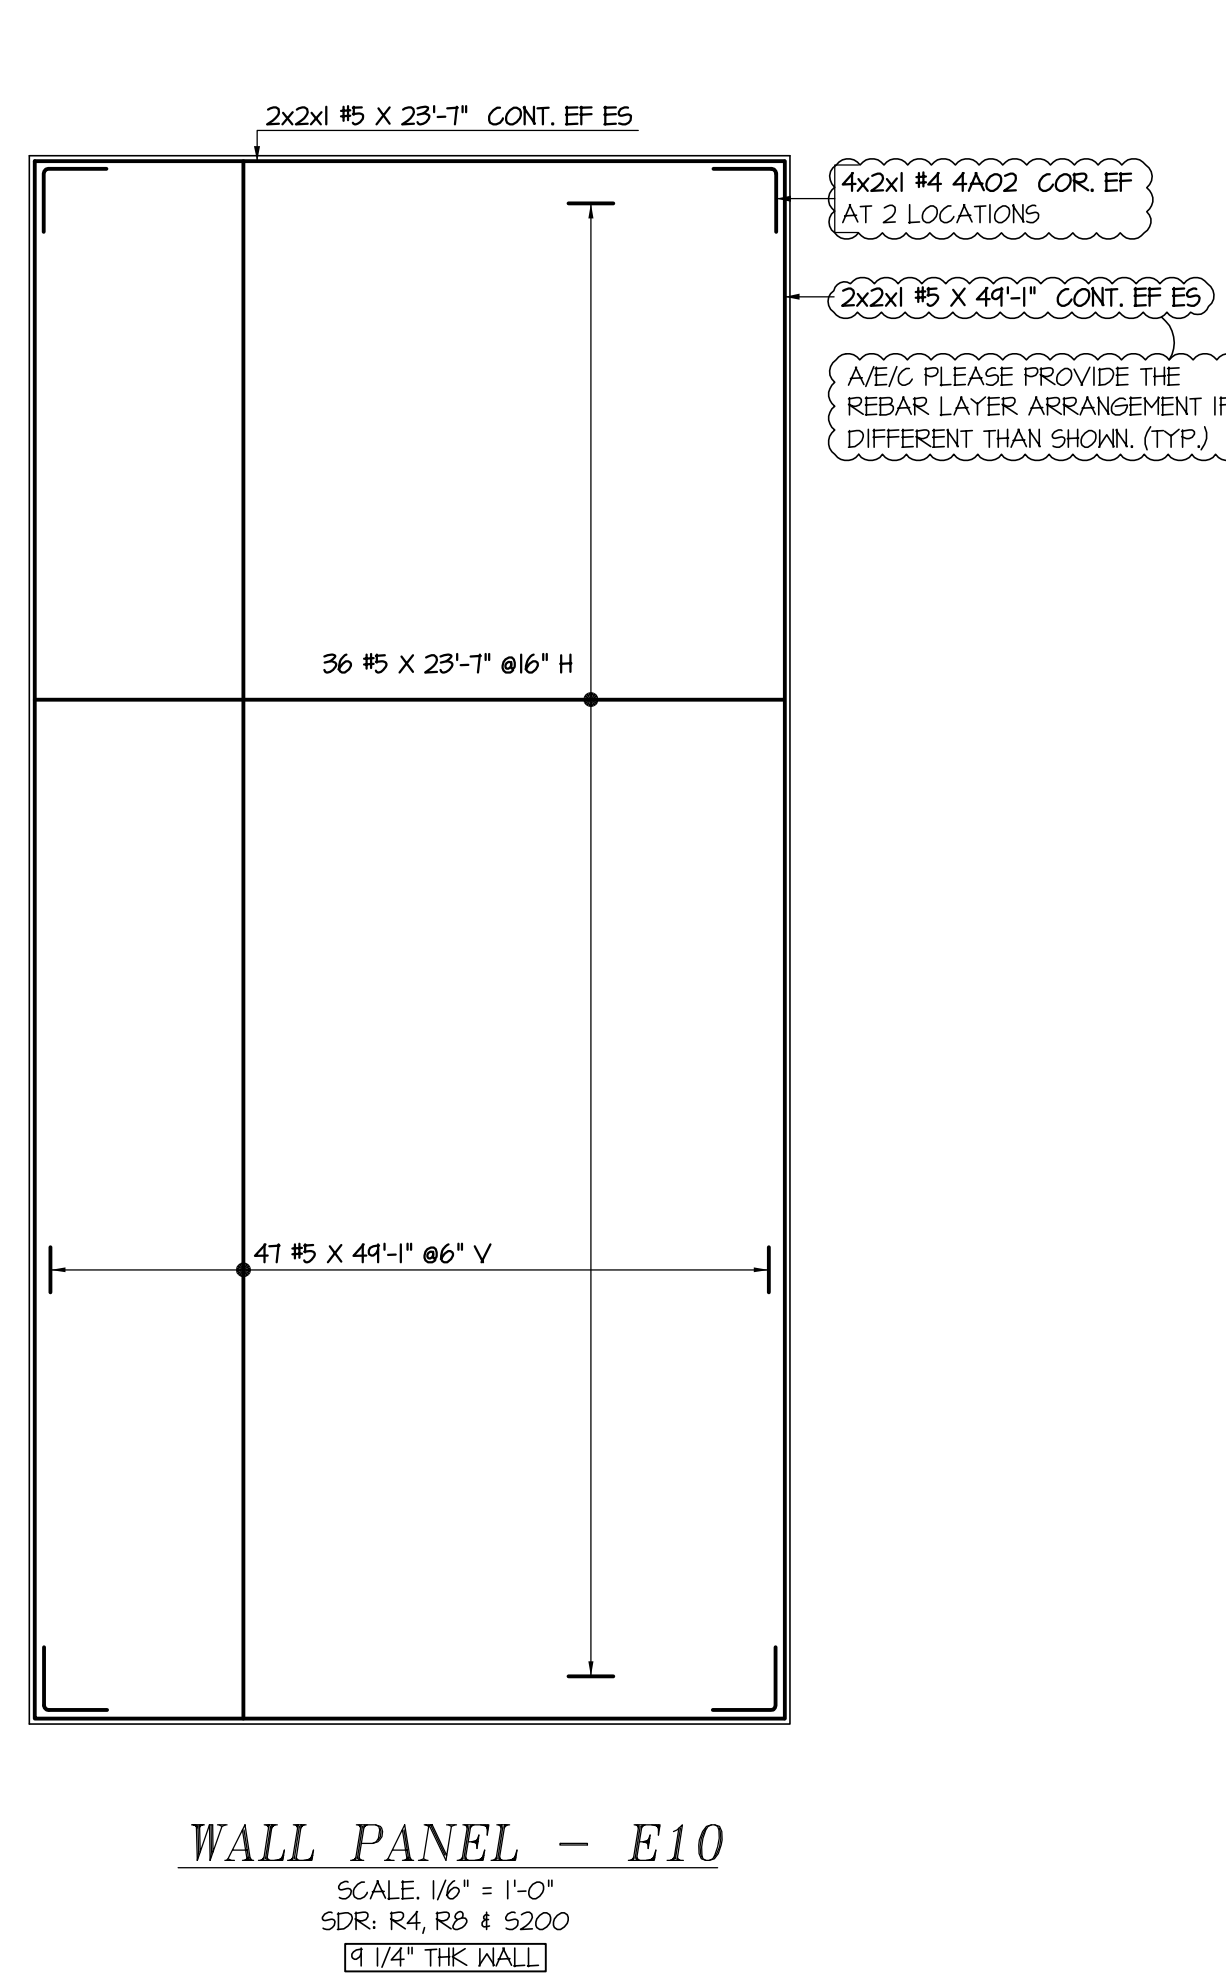 2x2x1 #5 X 23'-7" CONT. EF ES
4x2x1 #4 4A02 COR. EF
AT 2 LOCATIONS
2x2x1 #5 X 49'-1" CONT. EF ES
A/E/C PLEASE PROVIDE THE
REBAR LAYER ARRANGEMENT IF
DIFFERENT THAN SHOWN. (TYP.)
36 #5 X 23'-7" @16" H
47 #5 X 49'-1" @6" V
WALL PANEL - E10
SCALE. 1/6" = 1'-0"
SDR: R4, R8 & S200
9 1/4" THK WALL